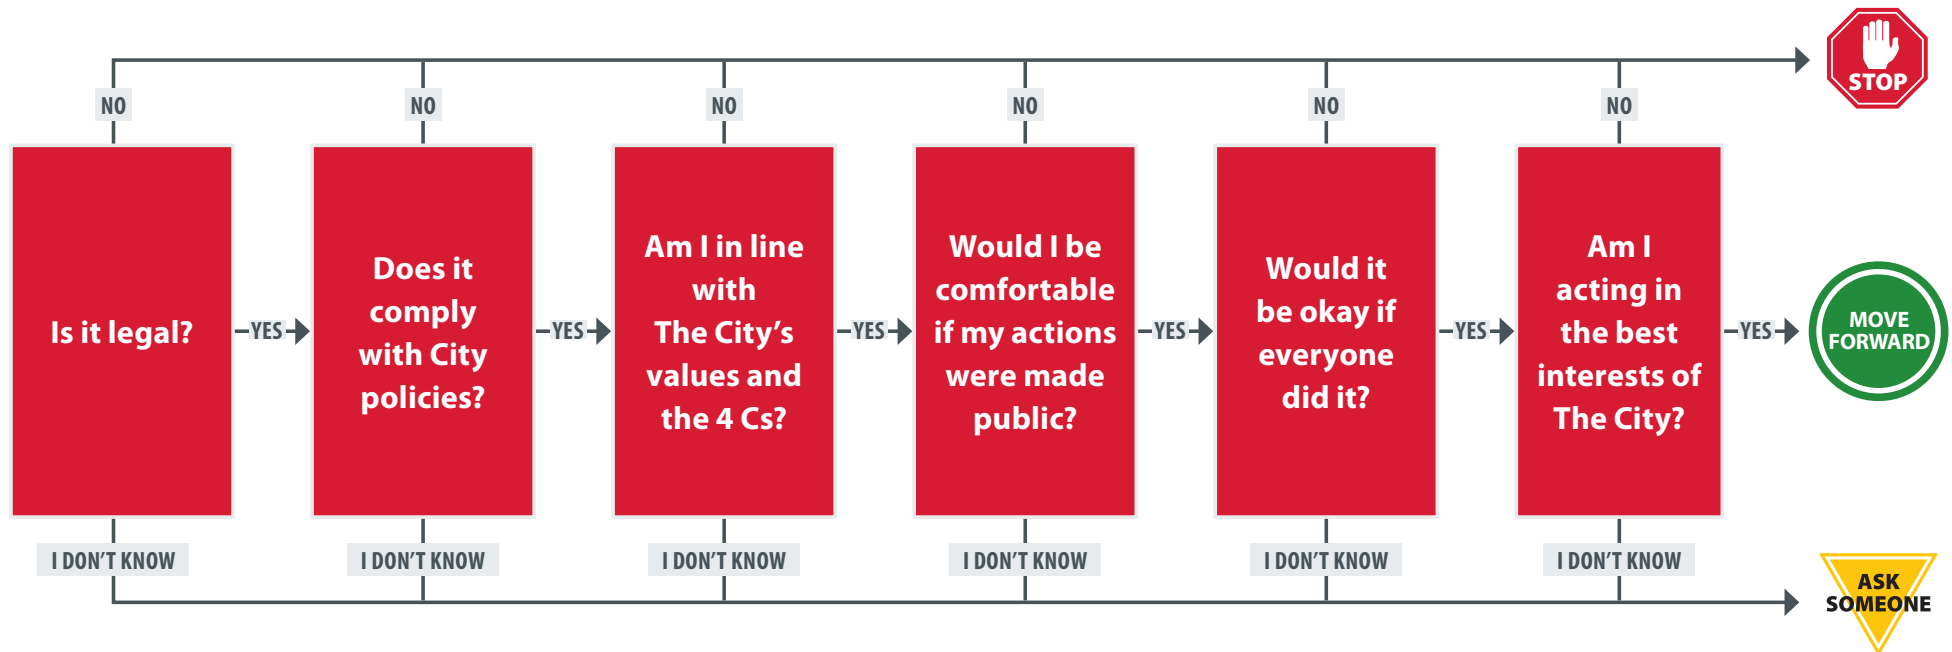 STOP
NO
NO
NO
NO
NO
NO
Is it legal?
YES
Does it
comply
with City
policies?
YES
Am I in line
with
The City's
values and
the 4 Cs?
YES
Would I be
comfortable
if my actions
were made
public?
YES
Would it
be okay if
everyone
did it?
YES
Am I
acting in
the best
interests of
The City?
YES
MOVE
FORWARD
I DON'T KNOW
I DON'T KNOW
I DON'T KNOW
I DON'T KNOW
I DON'T KNOW
I DON'T KNOW
ASK
SOMEONE